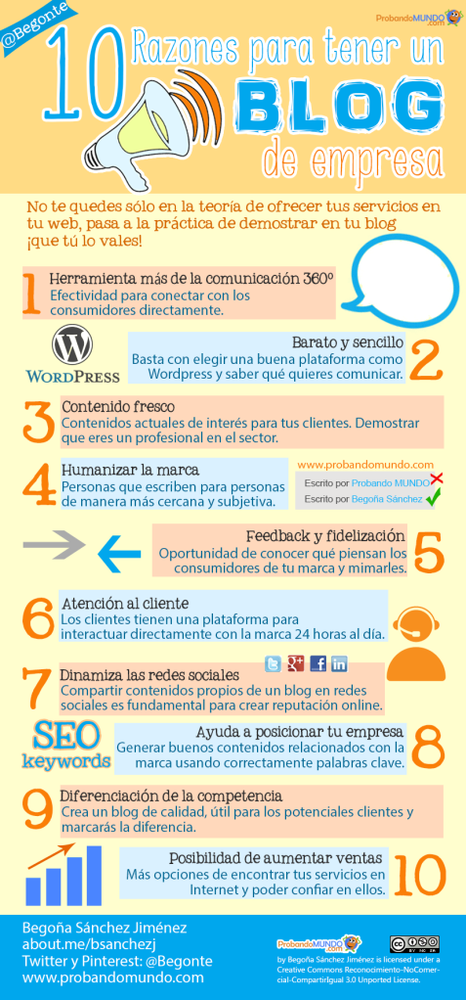 @Begonte
ProbandoMUNDO
.com
10
Razones para tener un
BLOG
de empresa
No te quedes sólo en la teoría de ofrecer tus servicios en
tu web, pasa a la práctica de demostrar en tu blog
¡que tú lo vales!
1
Herramienta más de la comunicación 360º
Efectividad para conectar con los
consumidores directamente.
WORDPRESS
Barato y sencillo
Basta con elegir una buena plataforma como
Wordpress y saber qué quieres comunicar.
2
3
Contenido fresco
Contenidos actuales de interés para tus clientes. Demostrar
que eres un profesional en el sector.
4
Humanizar la marca
Personas que escriben para personas
de manera más cercana y subjetiva.
www.probandomundo.com
Escrito por Probando MUNDO
Escrito por Begoña Sánchez
Feedback y fidelización
Oportunidad de conocer qué piensan los
consumidores de tu marca y mimarles.
5
6
Atención al cliente
Los clientes tienen una plataforma para
interactuar directamente con la marca 24 horas al día.
7
Dinamiza las redes sociales
Compartir contenidos propios de un blog en redes
sociales es fundamental para crear reputación online.
SEO
keywords
Ayuda a posicionar tu empresa
Generar buenos contenidos relacionados con la
marca usando correctamente palabras clave.
8
9
Diferenciación de la competencia
Crea un blog de calidad, útil para los potenciales clientes y
marcarás la diferencia.
Posibilidad de aumentar ventas
Más opciones de encontrar tus servicios en
Internet y poder confiar en ellos.
10
Begoña Sánchez Jiménez
about.me/bsanchezj
Twitter y Pinterest: @Begonte
www.probandomundo.com
ProbandoMUNDO
.com
cc
BY NC SA
by Begoña Sánchez Jiménez is licensed under a
Creative Commons Reconocimiento-NoComer-
cial-CompartirIgual 3.0 Unported License.